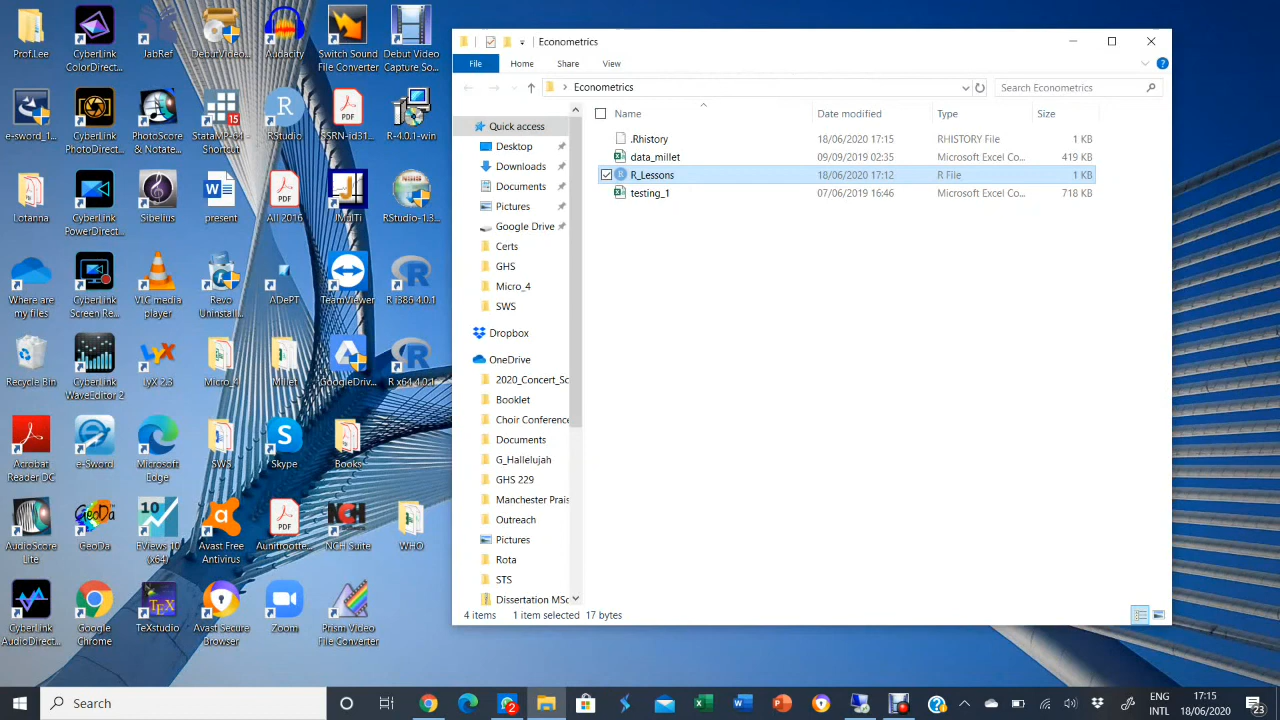 Prof.Lee
CyberLink
ColorDirect...
JabRef
DebutVideo...
Audacity
Switch Sound
File Converter
Debut Video
Capture So...
e-sword_1...
CyberLink
PhotoDirect...
PhotoScore
& Notate...
StataMP-64 -
Shortcut
RStudio
SSRN-id31...
R-4.0.1-win
Lotanna
CyberLink
PowerDirect...
Sibelius
present
All 2016
JMulTi
RStudio-1.3...
Where are
my files
CyberLink
Screen Re...
VLC media
player
Revo
Uninstall...
ADePT
TeamViewer
R i386 4.0.1
Recycle Bin
CyberLink
WaveEditor 2
LyX 2.3
Micro_4
Millet
GoogleDriv...
R x64 4.0.1
Acrobat
Reader DC
e-Sword
Microsoft
Edge
SWS
Skype
Books
AudioScore
Lite
GeoDa
EViews 10
(x64)
Avast Free
Antivirus
Aunitrootte...
NCH Suite
WHO
CyberLink
AudioDirect...
Google
Chrome
TeXstudio
Avast Secure
Browser
Zoom
Prism Video
File Converter
Econometrics
File Home Share View
Econometrics
Search Econometrics
Name Date modified Type Size
.Rhistory 18/06/2020 17:15 RHISTORY File 1 KB
data_millet 09/09/2019 02:35 Microsoft Excel Co... 419 KB
R_Lessons 18/06/2020 17:12 R File 1 KB
testing_1 07/06/2019 16:46 Microsoft Excel Co... 718 KB
Quick access
Desktop
Downloads
Documents
Pictures
Google Drive
Certs
GHS
Micro_4
SWS
Dropbox
OneDrive
2020_Concert_Sc
Booklet
Choir Conference
Documents
G_Hallelujah
GHS 229
Manchester Prais
Outreach
Pictures
Rota
STS
Dissertation MSc
4 items 1 item selected 17 bytes
Search
2
ENG
INTL
17:15
18/06/2020
23